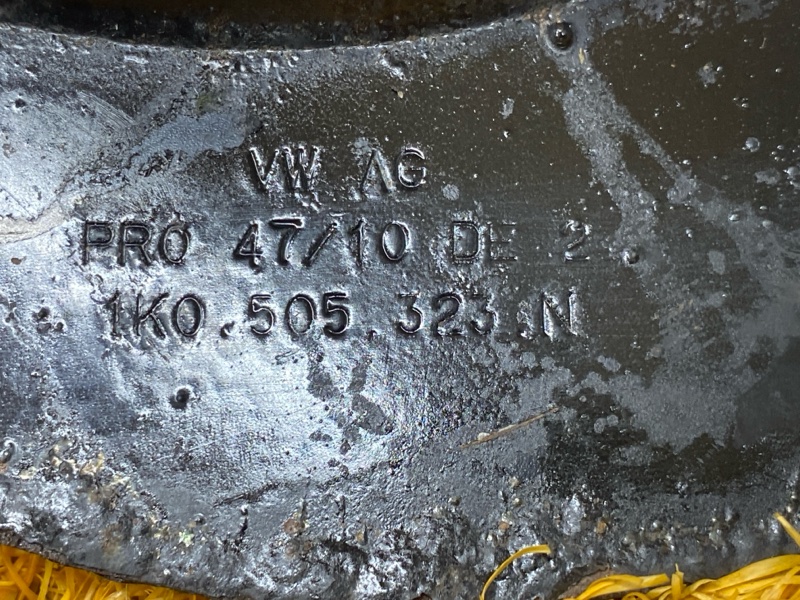 VW AG
PRO 47/10 DE 2
1K0.505.323.N